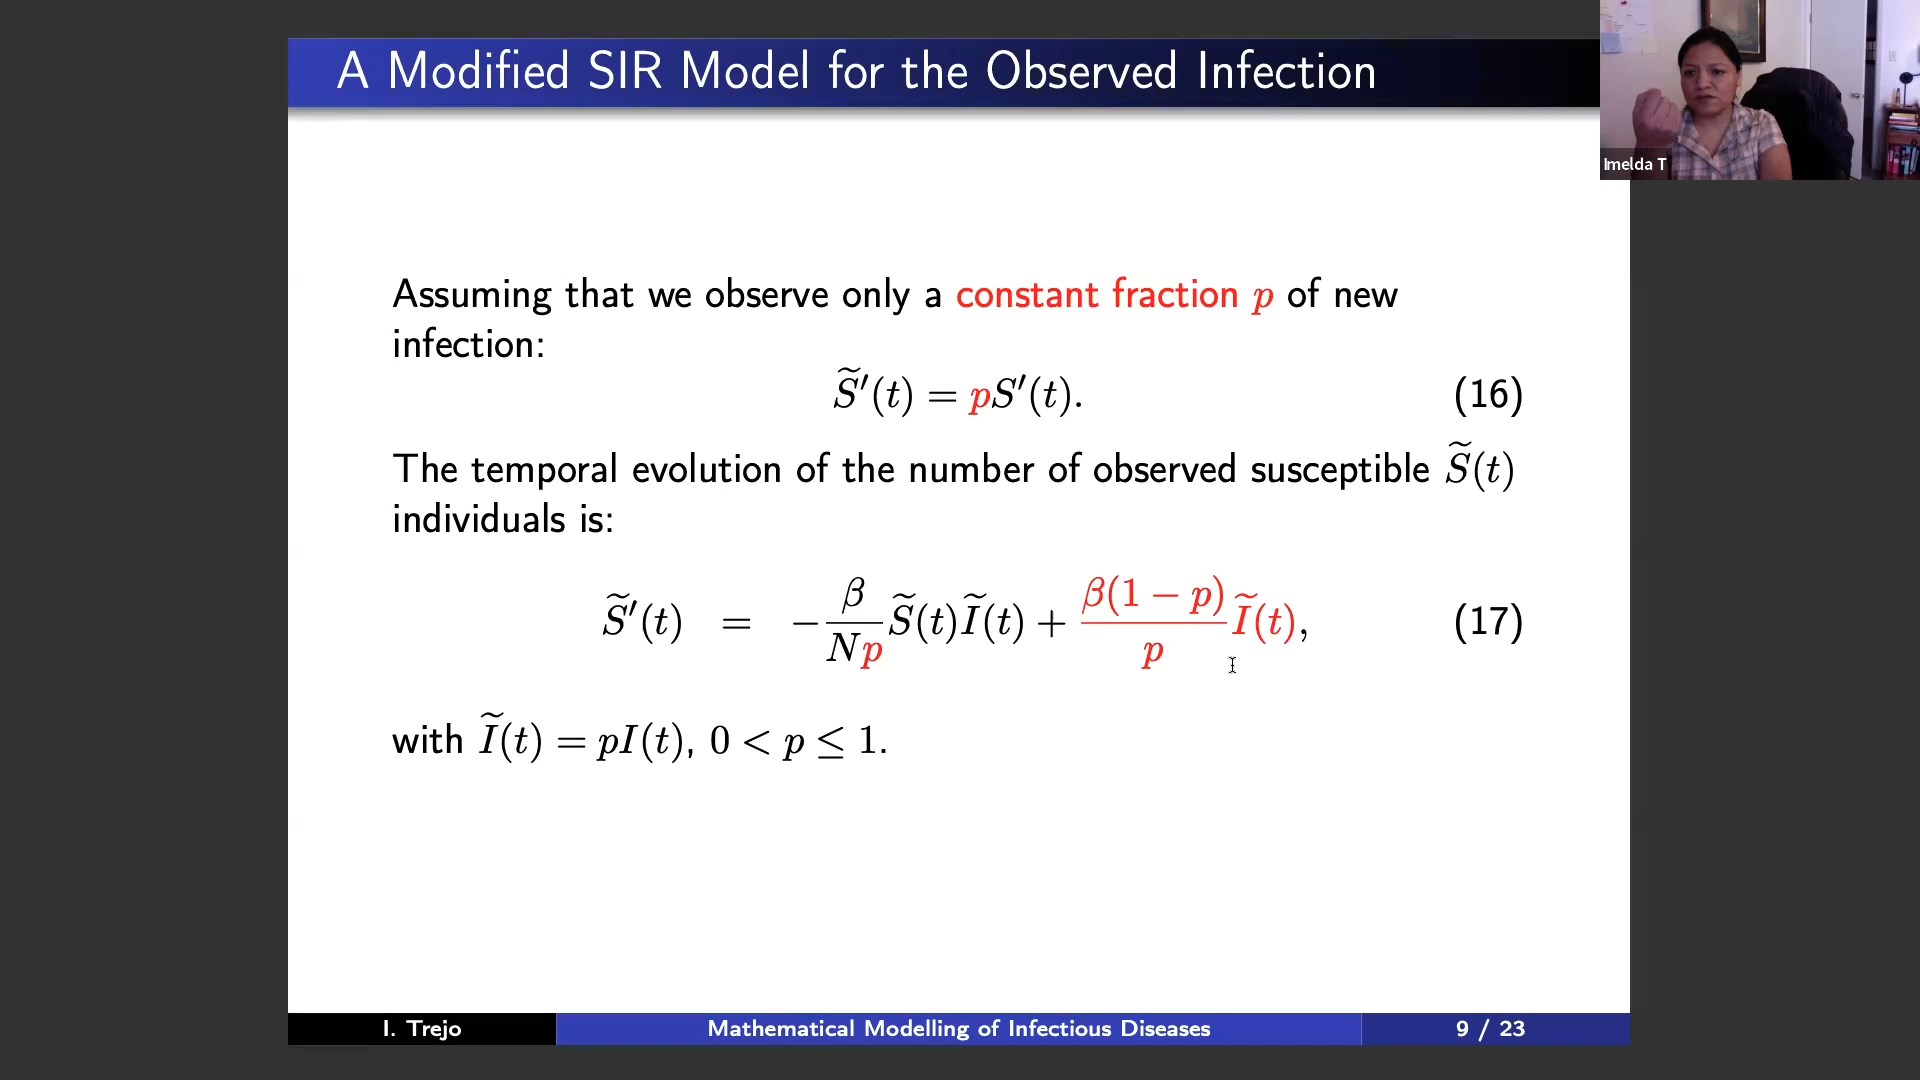 A Modified SIR Model for the Observed Infection
Imelda T
Assuming that we observe only a constant fraction p of new
infection:
S̃′(t) = pS′(t). (16)
The temporal evolution of the number of observed susceptible S̃(t)
individuals is:
S̃′(t) = −β/(Np) S̃(t)Ĩ(t) + β(1 − p)/p Ĩ(t), (17)
with Ĩ(t) = pI(t), 0 < p ≤ 1.
I. Trejo Mathematical Modelling of Infectious Diseases 9 / 23